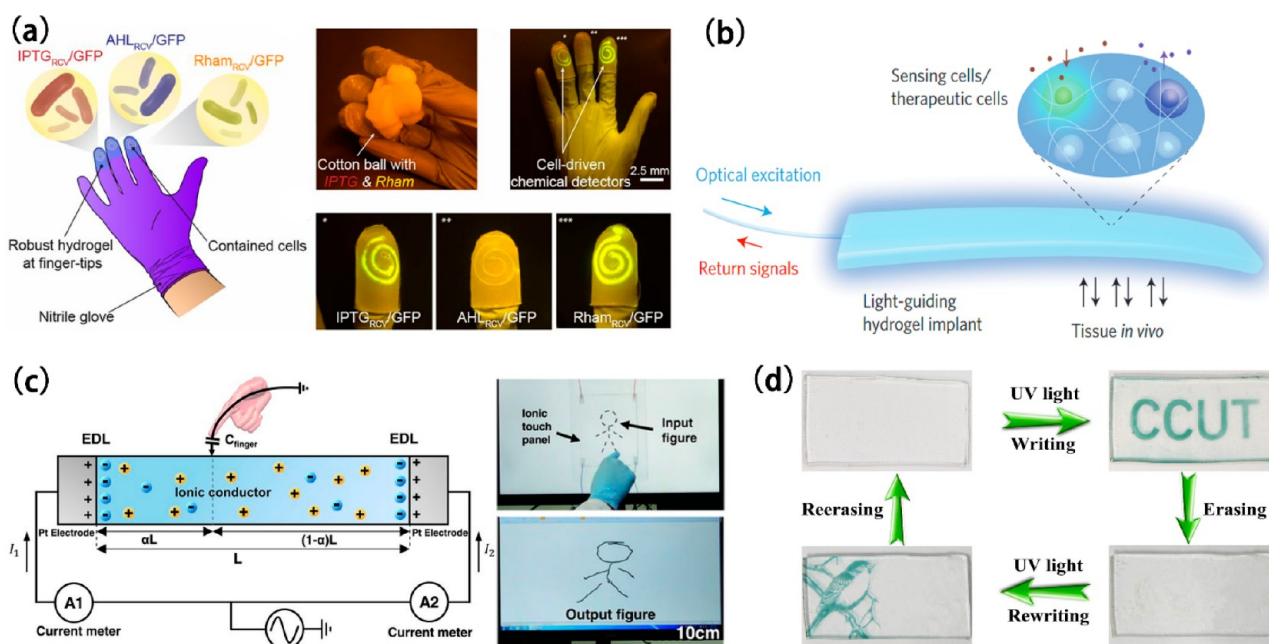 (a)
IPTG_RCV/GFP
AHL_RCV/GFP
Rham_RCV/GFP
Robust hydrogel
at finger-tips
Contained cells
Nitrile glove
Cotton ball with
IPTG & Rham
* ** ***
Cell-driven
chemical detectors
2.5 mm
*
IPTG_RCV/GFP
**
AHL_RCV/GFP
***
Rham_RCV/GFP
(b)
Sensing cells/
therapeutic cells
Optical excitation
Return signals
Light-guiding
hydrogel implant
Tissue in vivo
(c)
C_finger
EDL
EDL
Ionic conductor
Pt Electrode
Pt Electrode
αL
(1-α)L
L
I_1
I_2
A1
A2
Current meter
Current meter
Ionic
touch
panel
Input
figure
Output figure
10cm
(d)
UV light
Writing
CCUT
Erasing
UV light
Rewriting
Reerasing